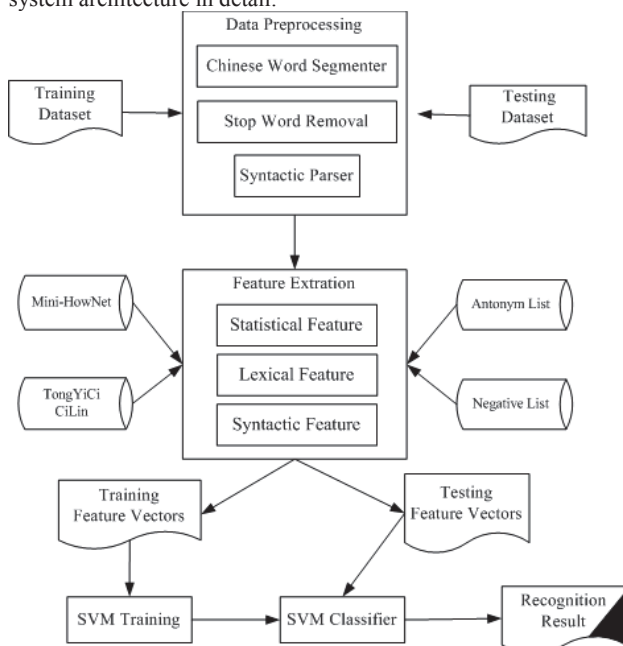 system architecture in detail.
Data Preprocessing
Chinese Word Segmenter
Training
Dataset
Stop Word Removal
Testing
Dataset
Syntactic Parser
Feature Extration
Mini-HowNet
Statistical Feature
Antonym List
Lexical Feature
TongYiCi
CiLin
Syntactic Feature
Negative List
Training
Feature Vectors
Testing
Feature Vectors
SVM Training
SVM Classifier
Recognition
Result